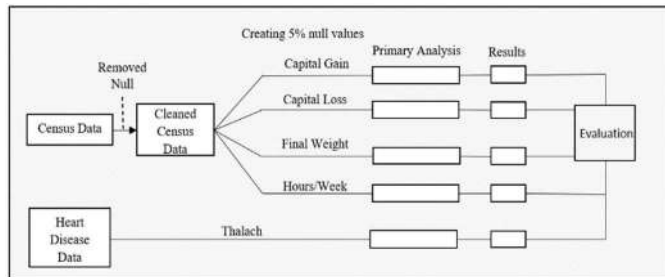 Creating 5% null values
Primary Analysis
Results
Removed
Null
Capital Gain
Capital Loss
Census Data
Cleaned
Census
Data
Evaluation
Final Weight
Hours/Week
Heart
Disease
Data
Thalach